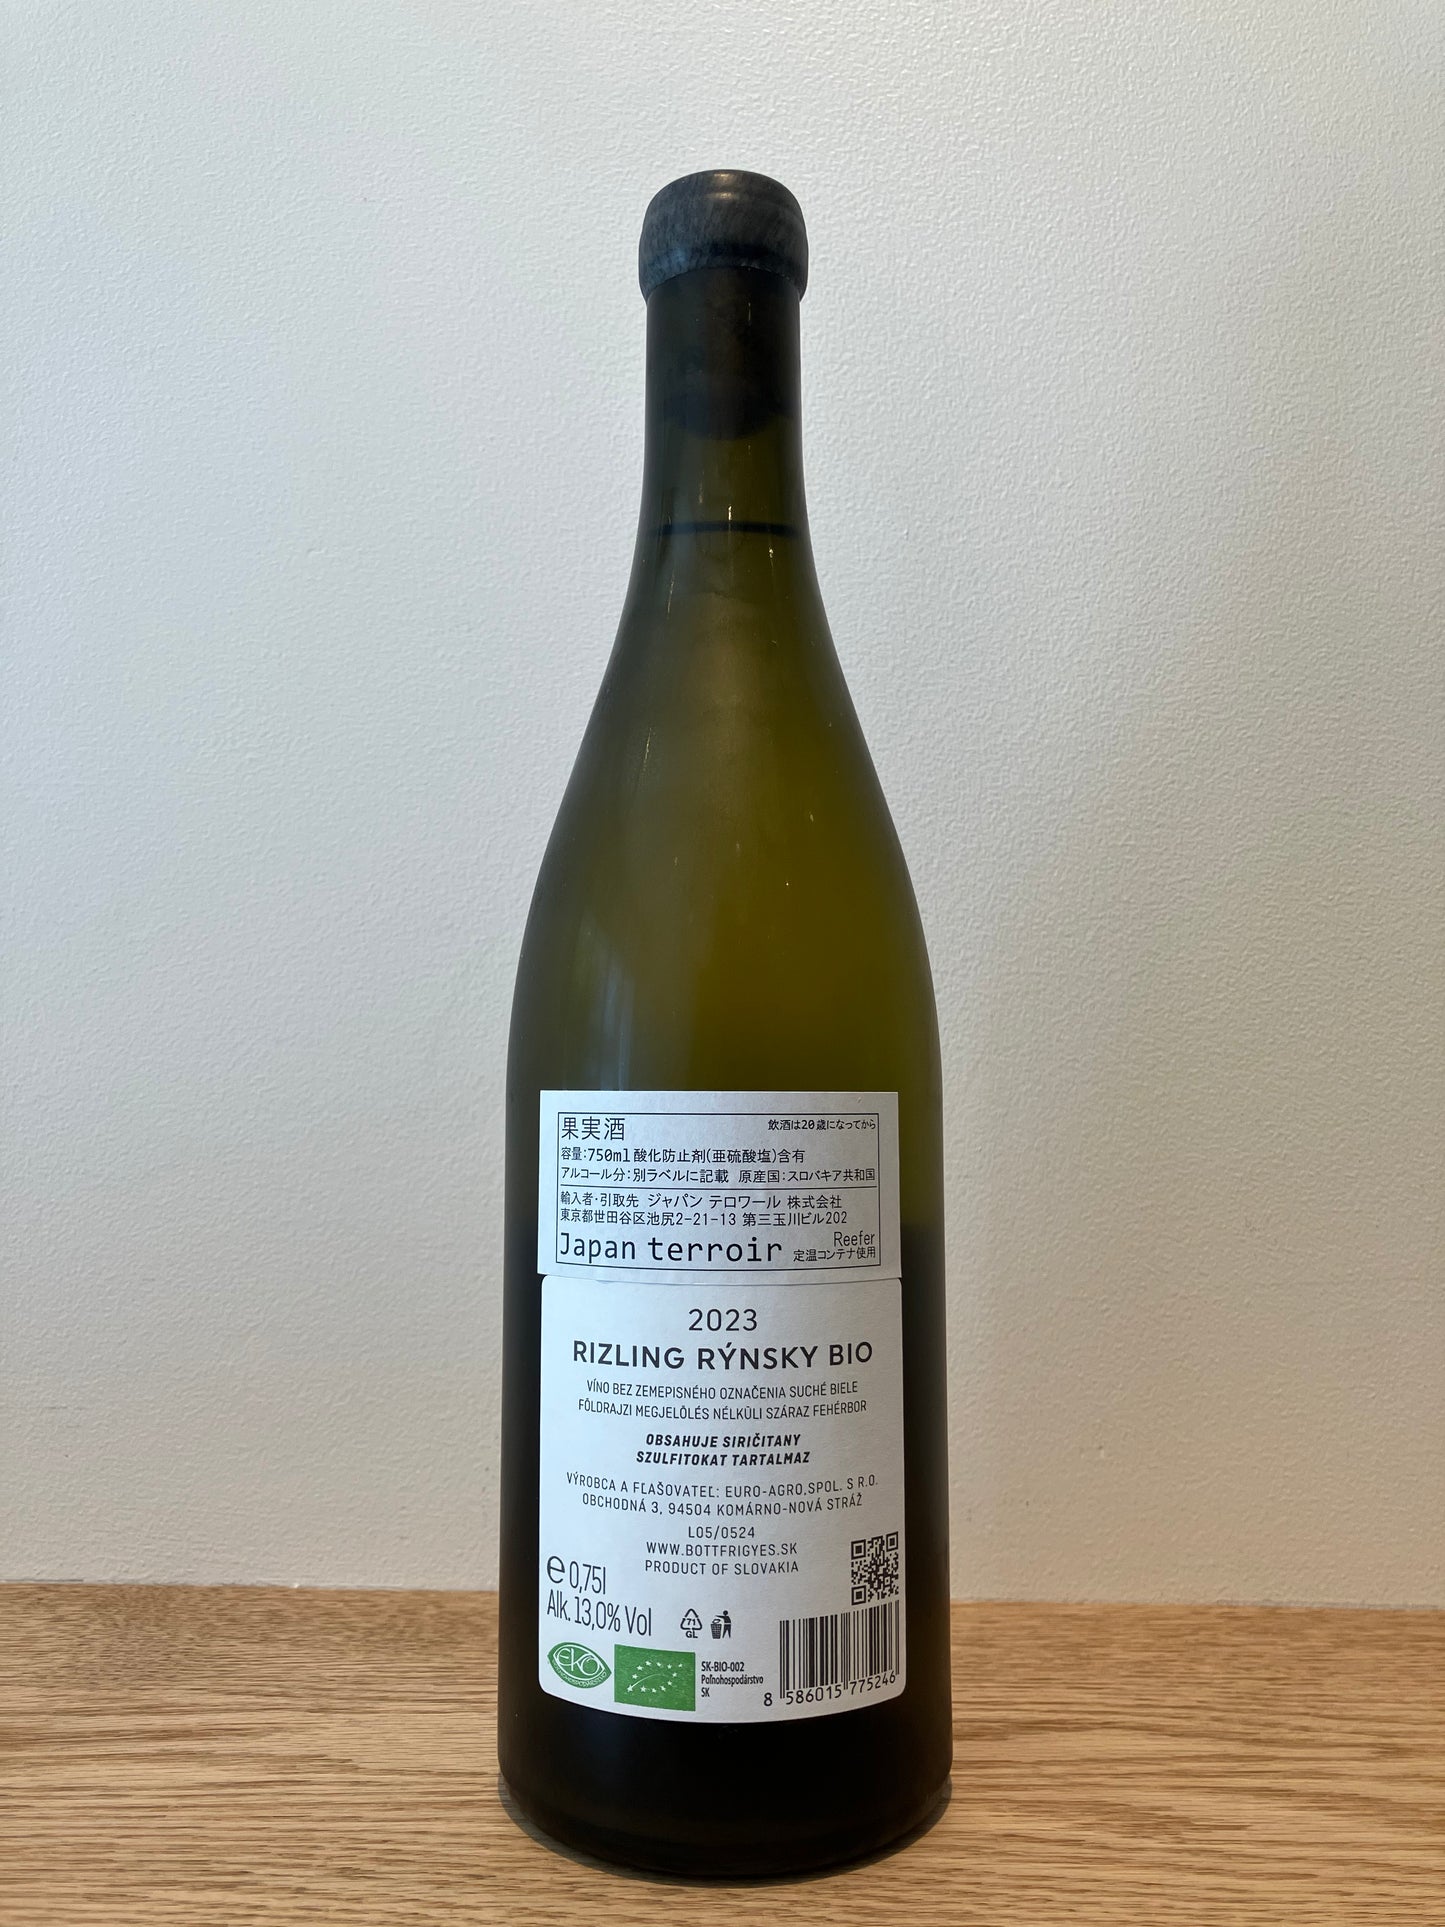 果実酒 飲酒は20歳になってから
容量:750ml 酸化防止剤(亜硫酸塩)含有
アルコール分:別ラベルに記載 原産国:スロバキア共和国
輸入者・引取先 ジャパン テロワール 株式会社
東京都世田谷区池尻2-21-13 第三玉川ビル202
Japan terroir Reefer
定温コンテナ使用
2023
RIZLING RÝNSKY BIO
VÍNO BEZ ZEMEPISNÉHO OZNAČENIA SUCHÉ BIELE
FÖLDRAJZI MEGJELÖLÉS NÉLKÜLI SZÁRAZ FEHÉRBOR
OBSAHUJE SIRIČITANY
SZULFITOKAT TARTALMAZ
VÝROBCA A FĽAŠOVATEĽ: EURO-AGRO,SPOL. S R.O.
OBCHODNÁ 3, 94504 KOMÁRNO-NOVÁ STRÁŽ
L05/0524
WWW.BOTTFRIGYES.SK
PRODUCT OF SLOVAKIA
e 0,75l
Alk. 13,0% Vol
71
GL
EKO
SK-BIO-002
Poľnohospodárstvo
SK
8 586015 775246